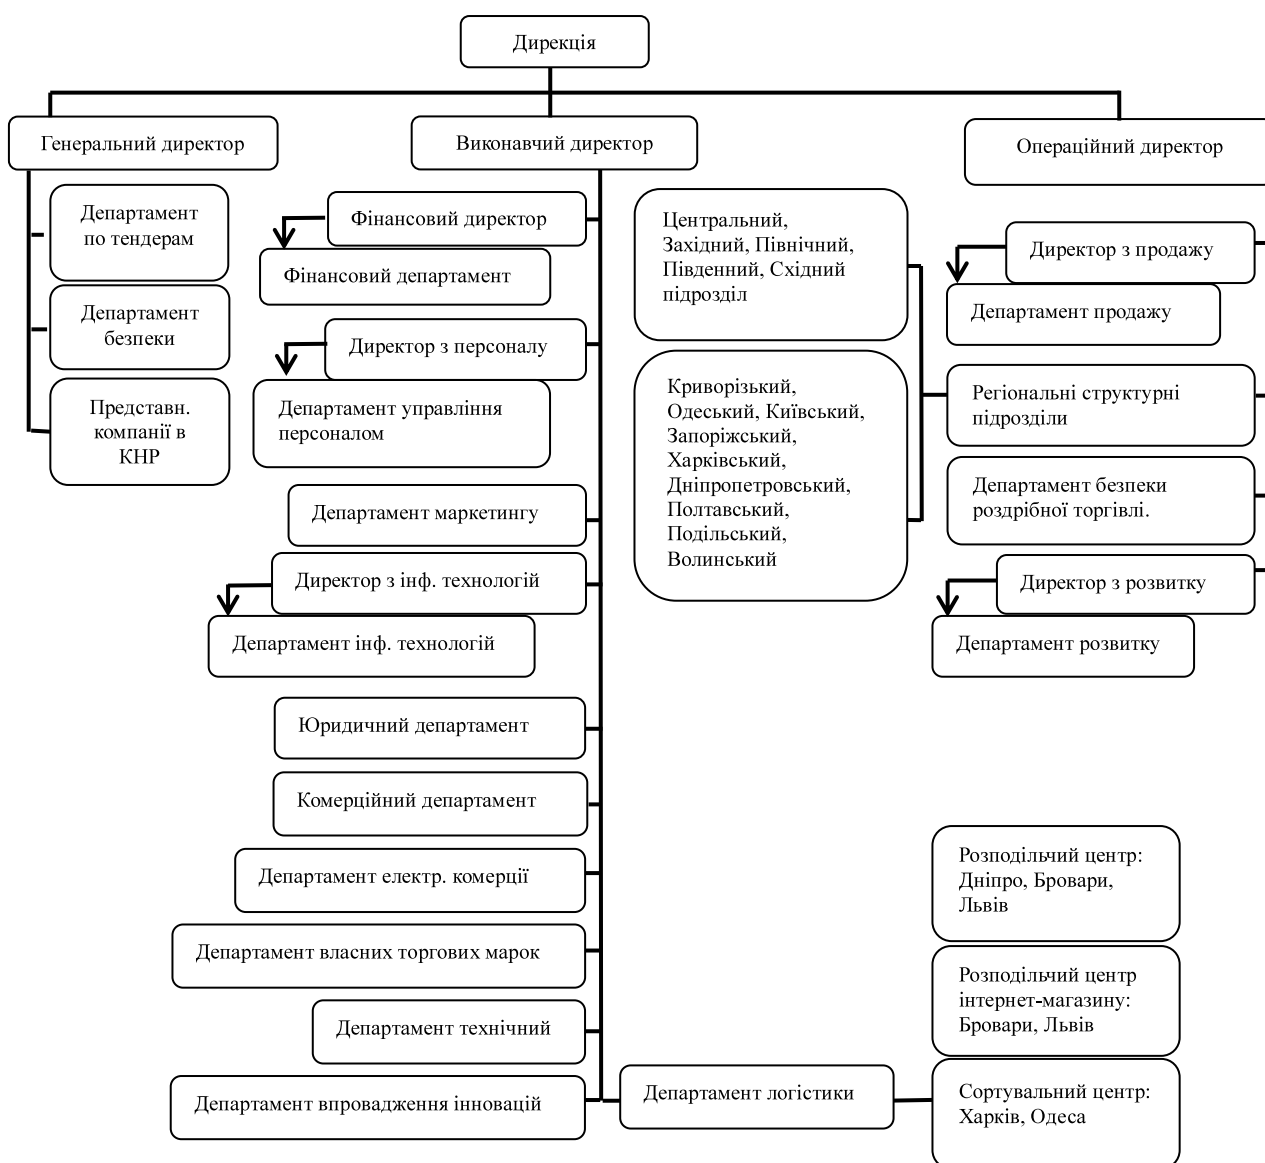 Дирекція
Генеральний директор
Виконавчий директор
Операційний директор
Департамент
по тендерам
Департамент
безпеки
Представн.
компанії в
КНР
Фінансовий директор
Фінансовий департамент
Директор з персоналу
Департамент управління
персоналом
Департамент маркетингу
Директор з інф. технологій
Департамент інф. технологій
Юридичний департамент
Комерційний департамент
Департамент електр. комерції
Департамент власних торгових марок
Департамент технічний
Департамент впровадження інновацій
Центральний,
Західний, Північний,
Південний, Східний
підрозділ
Криворізький,
Одеський, Київський,
Запоріжський,
Харківський,
Дніпропетровський,
Полтавський,
Подільський,
Волинський
Директор з продажу
Департамент продажу
Регіональні структурні
підрозділи
Департамент безпеки
роздрібної торгівлі.
Директор з розвитку
Департамент розвитку
Департамент логістики
Розподільчий центр:
Дніпро, Бровари,
Львів
Розподільчий центр
інтернет-магазину:
Бровари, Львів
Сортувальний центр:
Харків, Одеса